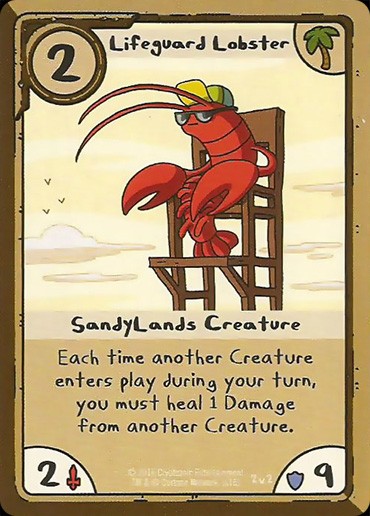 2
Lifeguard Lobster
SandyLands Creature
Each time another Creature
enters play during your turn,
you must heal 1 Damage
from another Creature.
2
9